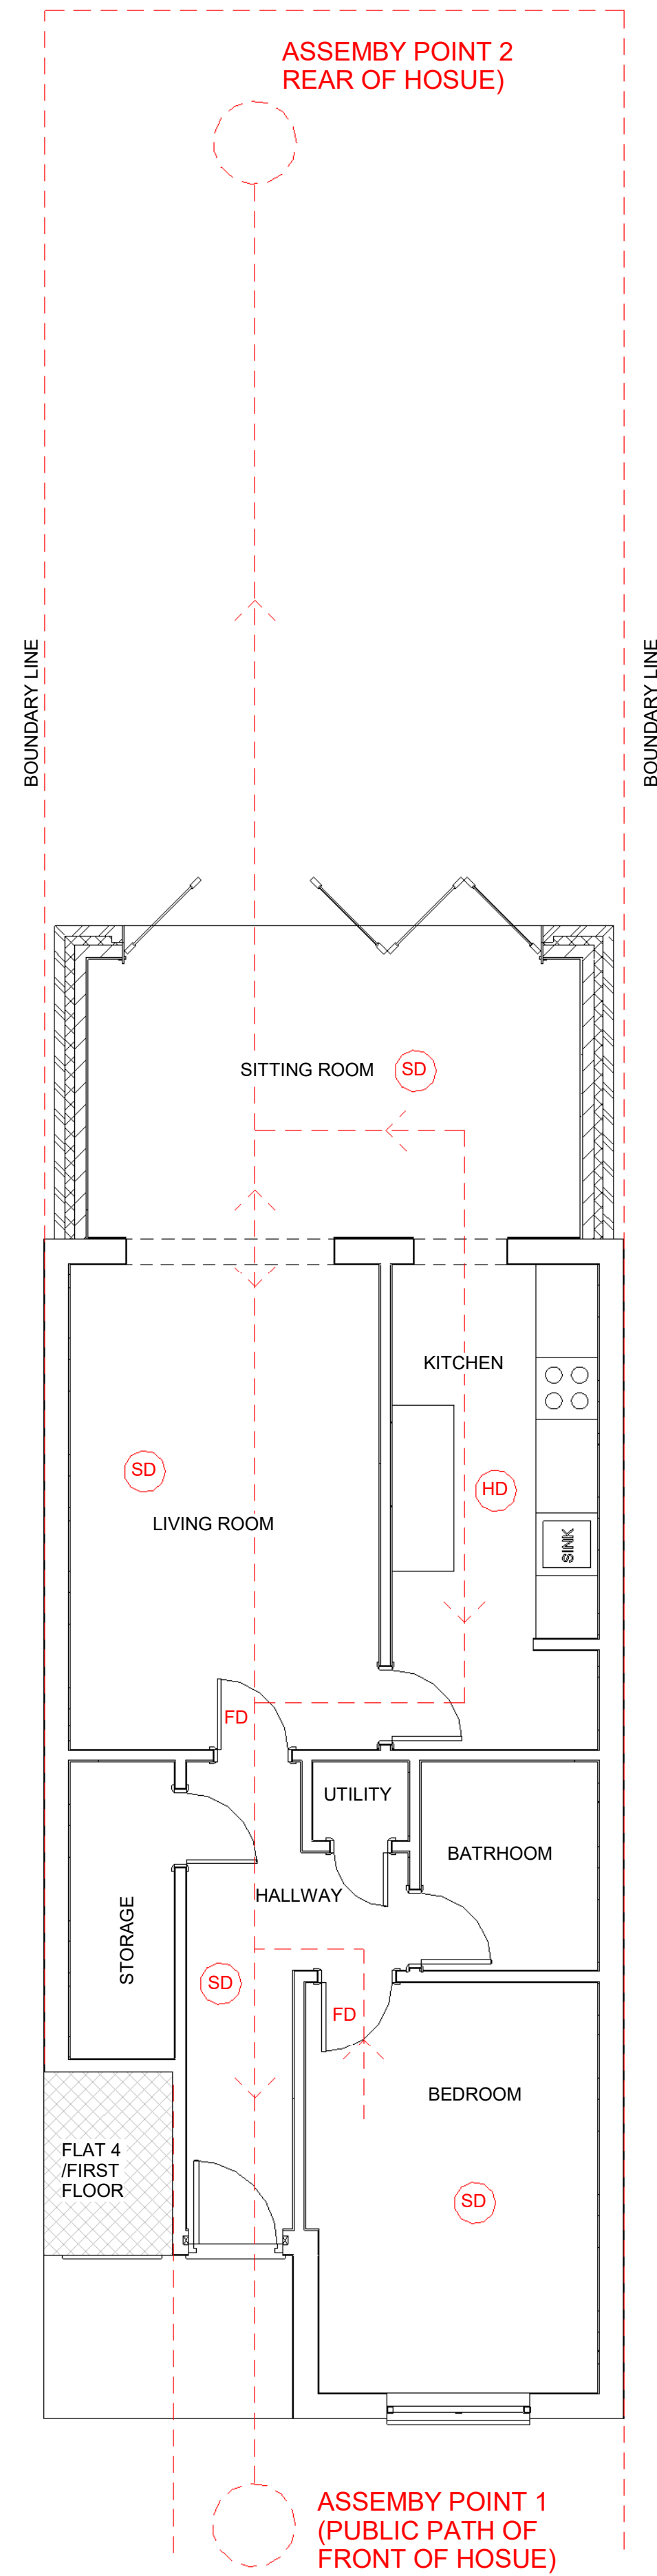 ASSEMBY POINT 2
REAR OF HOSUE)
BOUNDARY LINE
BOUNDARY LINE
SITTING ROOM
SD
KITCHEN
SD
HD
LIVING ROOM
SINK
FD
UTILITY
BATRHOOM
HALLWAY
STORAGE
SD
FD
BEDROOM
FLAT 4
/FIRST
FLOOR
SD
ASSEMBY POINT 1
(PUBLIC PATH OF
FRONT OF HOSUE)